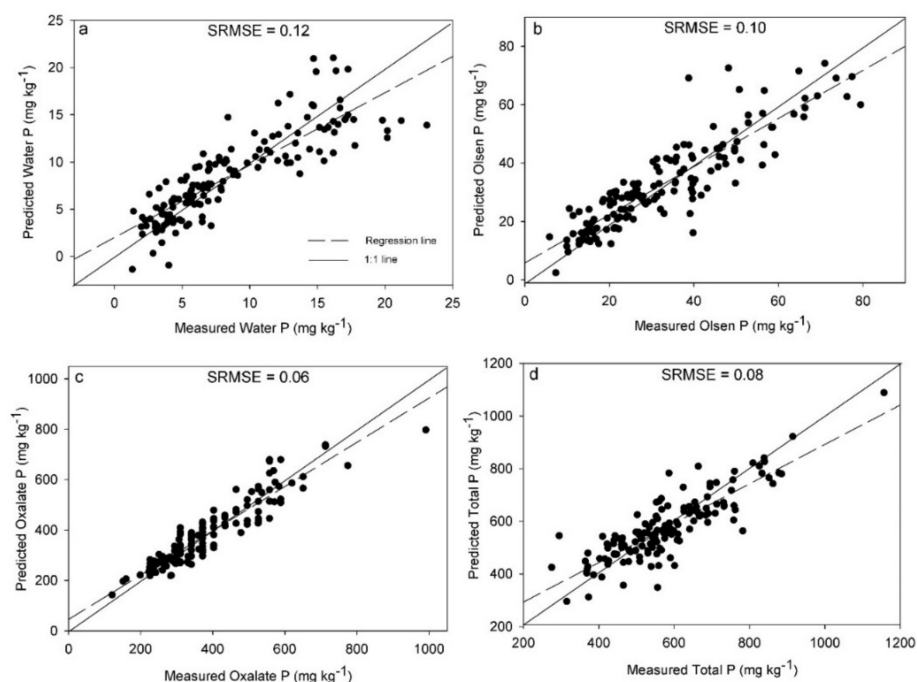 a
SRMSE = 0.12
25
20
15
10
5
0
Predicted Water P (mg kg⁻¹)
Regression line
1:1 line
0 5 10 15 20 25
Measured Water P (mg kg⁻¹)
b
SRMSE = 0.10
80
60
40
20
0
Predicted Olsen P (mg kg⁻¹)
0 20 40 60 80
Measured Olsen P (mg kg⁻¹)
c
SRMSE = 0.06
1000
800
600
400
200
0
Predicted Oxalate P (mg kg⁻¹)
0 200 400 600 800 1000
Measured Oxalate P (mg kg⁻¹)
d
SRMSE = 0.08
1200
1000
800
600
400
200
Predicted Total P (mg kg⁻¹)
200 400 600 800 1000 1200
Measured Total P (mg kg⁻¹)